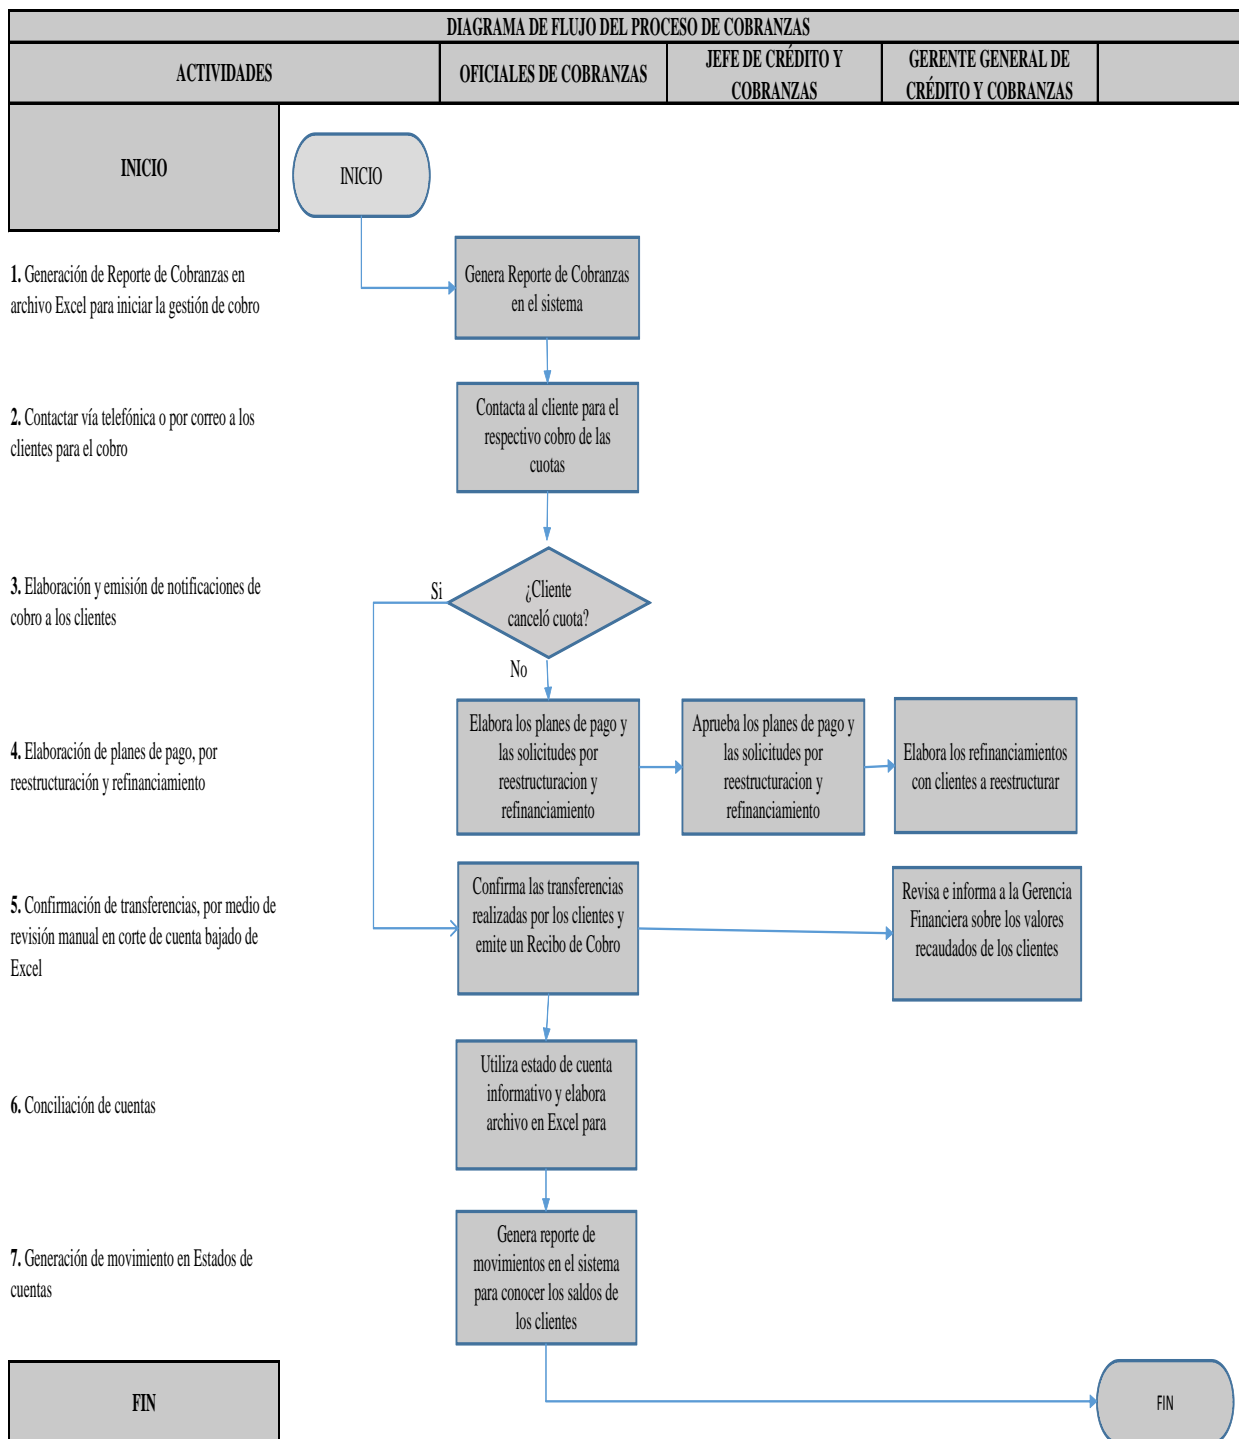 DIAGRAMA DE FLUJO DEL PROCESO DE COBRANZAS
ACTIVIDADES
OFICIALES DE COBRANZAS
JEFE DE CRÉDITO Y
COBRANZAS
GERENTE GENERAL DE
CRÉDITO Y COBRANZAS
INICIO
INICIO
1. Generación de Reporte de Cobranzas en
archivo Excel para iniciar la gestión de cobro
Genera Reporte de Cobranzas
en el sistema
2. Contactar vía telefónica o por correo a los
clientes para el cobro
Contacta al cliente para el
respectivo cobro de las
cuotas
3. Elaboración y emisión de notificaciones de
cobro a los clientes
Si
¿Cliente
canceló cuota?
No
4. Elaboración de planes de pago, por
reestructuración y refinanciamiento
Elabora los planes de pago y
las solicitudes por
reestructuracion y
refinanciamiento
Aprueba los planes de pago y
las solicitudes por
reestructuracion y
refinanciamiento
Elabora los refinanciamientos
con clientes a reestructurar
5. Confirmación de transferencias, por medio de
revisión manual en corte de cuenta bajado de
Excel
Confirma las transferencias
realizadas por los clientes y
emite un Recibo de Cobro
Revisa e informa a la Gerencia
Financiera sobre los valores
recaudados de los clientes
6. Conciliación de cuentas
Utiliza estado de cuenta
informativo y elabora
archivo en Excel para
7. Generación de movimiento en Estados de
cuentas
Genera reporte de
movimientos en el sistema
para conocer los saldos de
los clientes
FIN
FIN